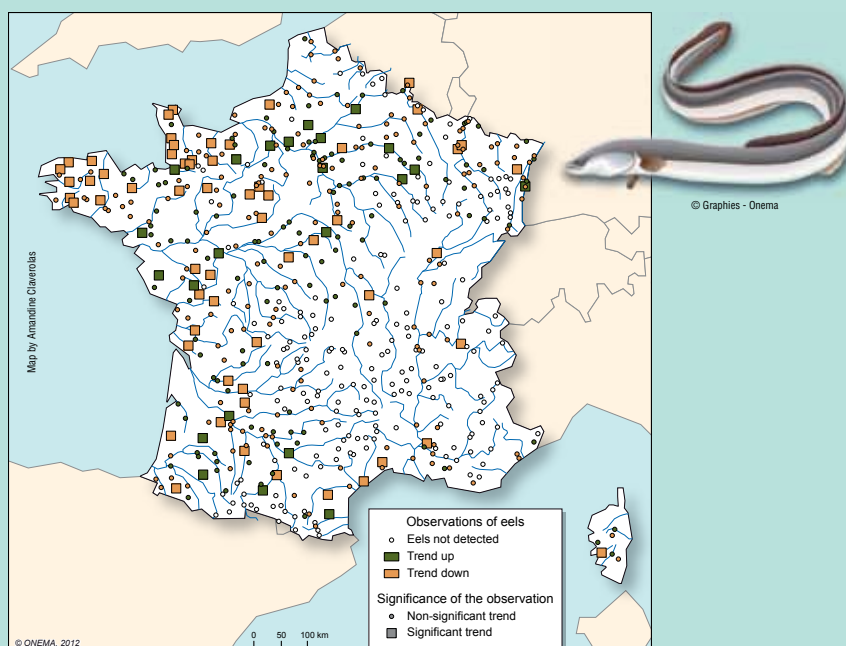 © Graphies - Onema
Map by Amandine Claverolas
Observations of eels
Eels not detected
Trend up
Trend down
Significance of the observation
Non-significant trend
Significant trend
0 50 100 km
© ONEMA, 2012